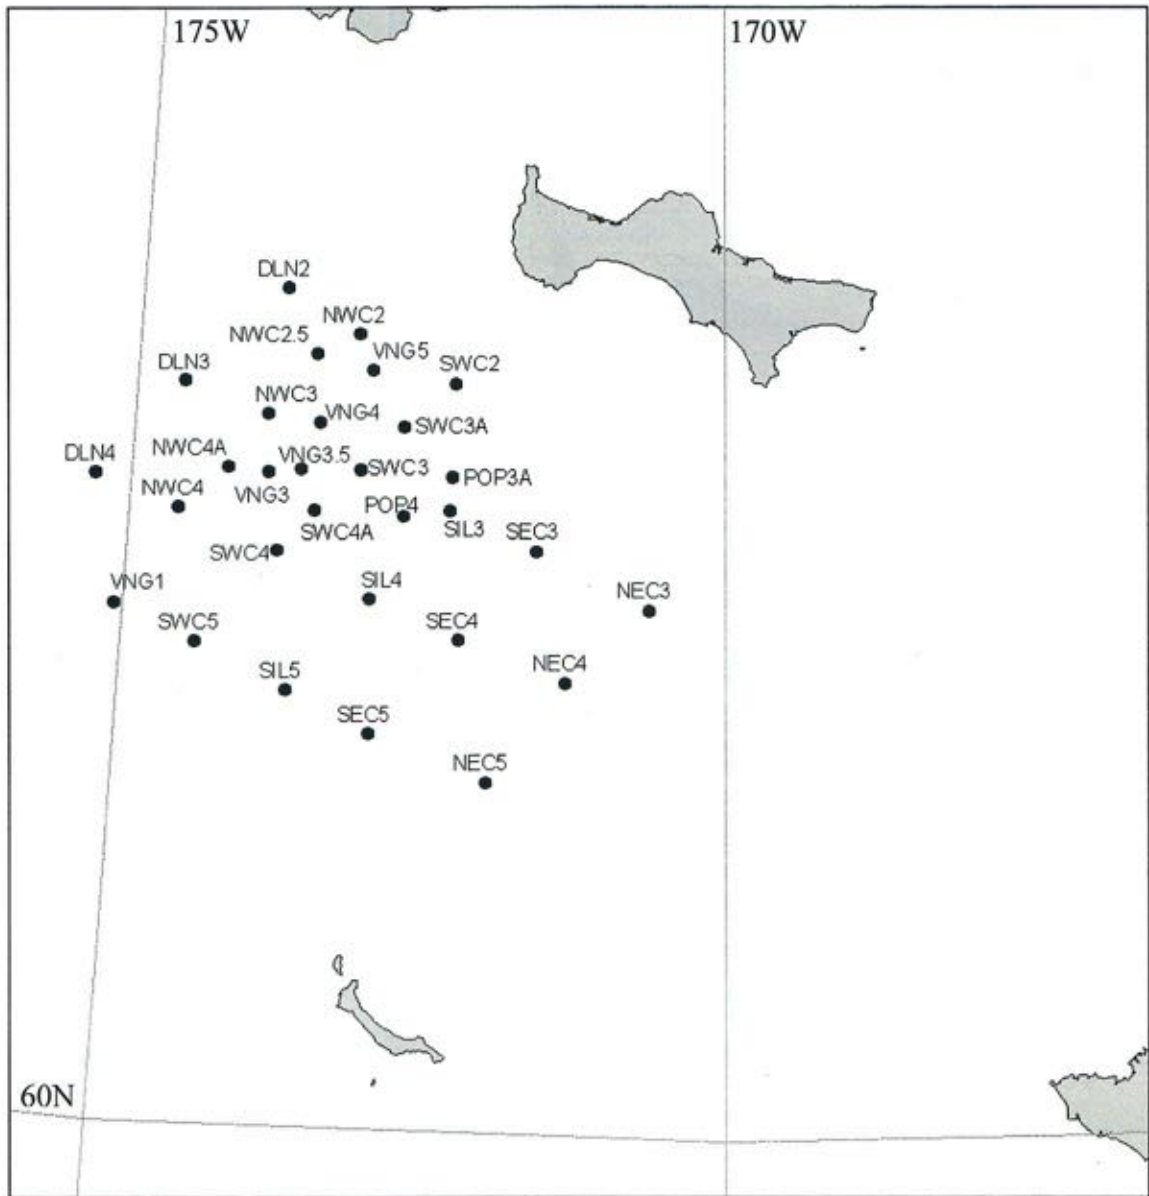 175W
170W
DLN2
NWC2
NWC2.5
VNG5
DLN3
SWC2
NWC3
VNG4
SWC3A
DLN4
NWC4A
VNG3.5
SWC3
POP3A
NWC4
VNG3
POP4
SWC4A
SIL3
SEC3
SWC4
VNG1
SIL4
NEC3
SWC5
SEC4
SIL5
NEC4
SEC5
NEC5
60N